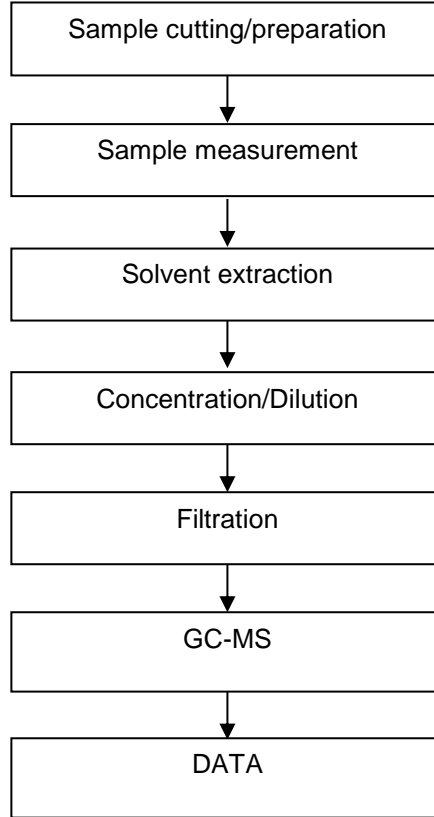 Sample cutting/preparation
Sample measurement
Solvent extraction
Concentration/Dilution
Filtration
GC-MS
DATA